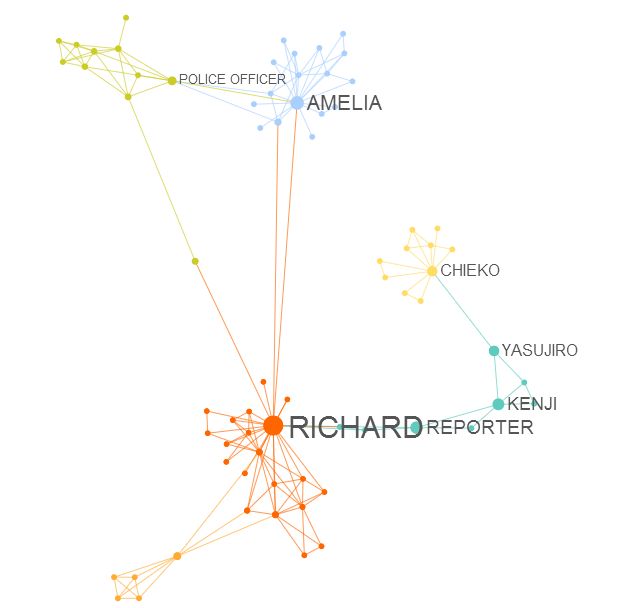 POLICE OFFICER
AMELIA
CHIEKO
YASUJIRO
KENJI
RICHARD
REPORTER